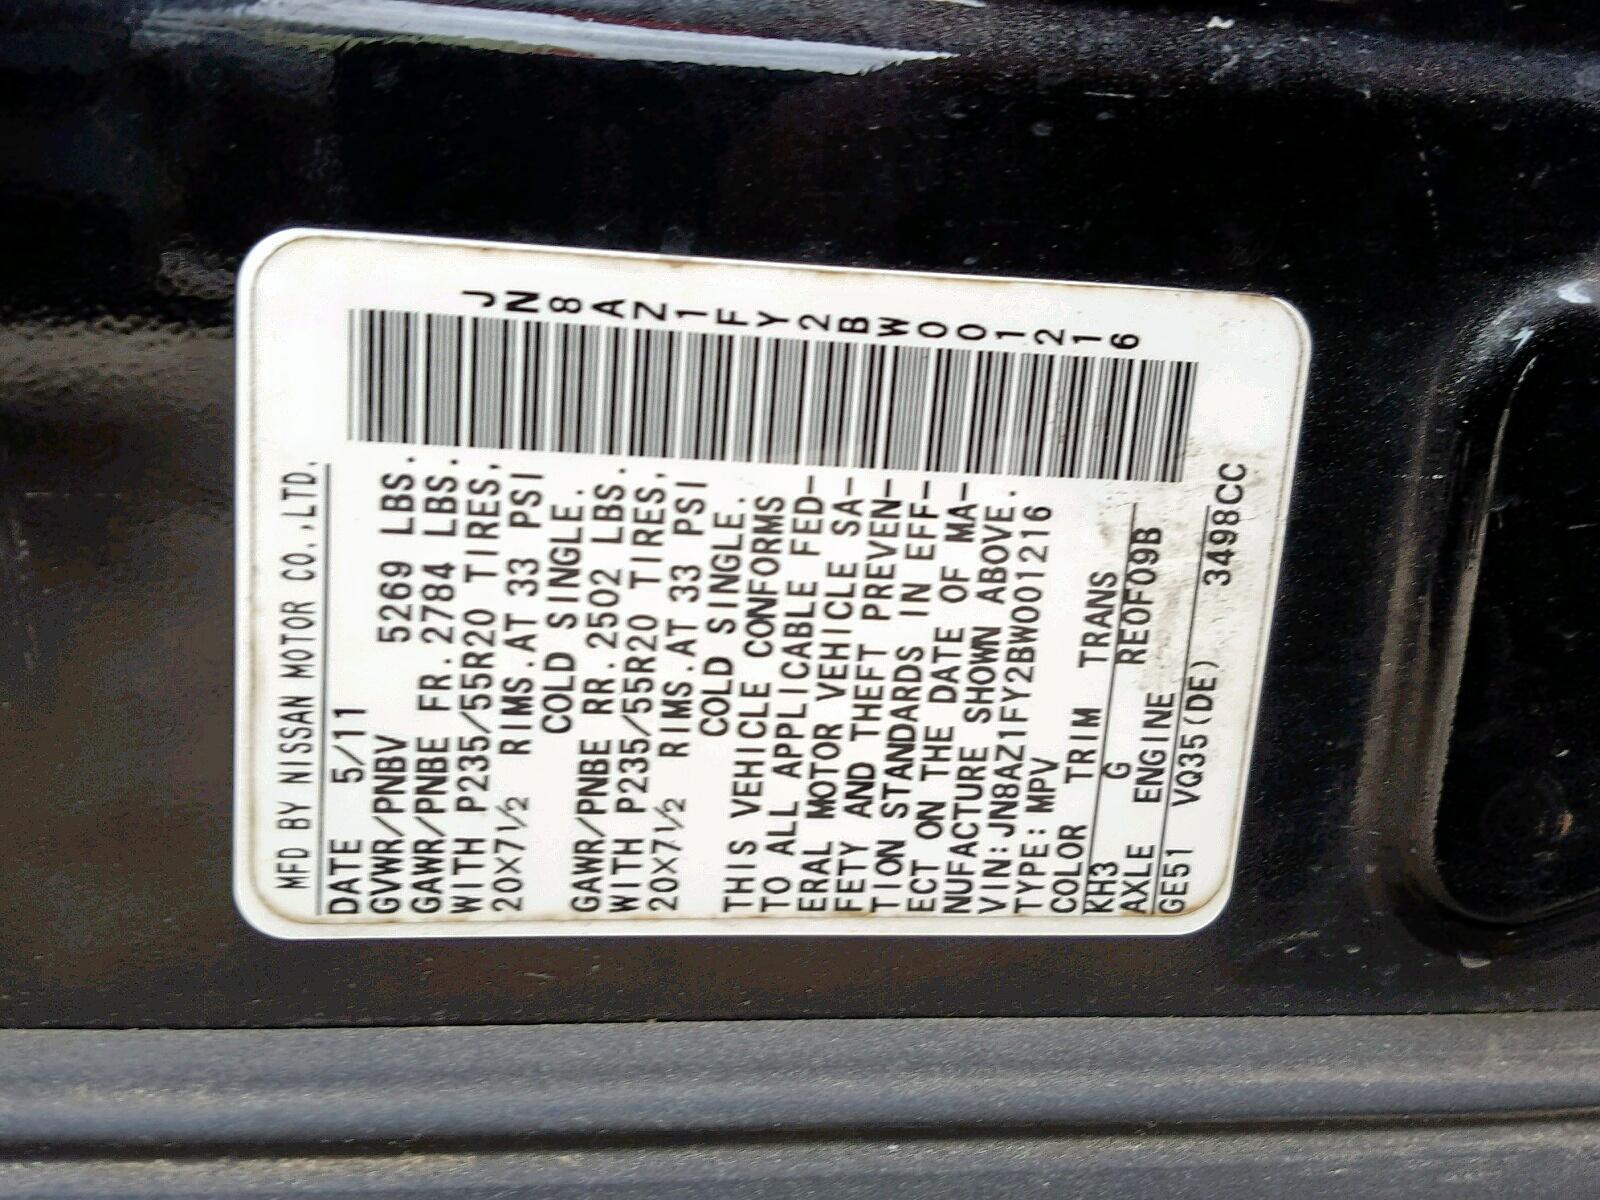 MFD BY NISSAN MOTOR CO.,LTD.
DATE 5/11
GVWR/PNBV 5269 LBS.
GAWR/PNBE FR.2784 LBS.
WITH P235/55R20 TIRES,
20X7½ RIMS.AT 33 PSI
COLD SINGLE.
GAWR/PNBE RR.2502 LBS.
WITH P235/55R20 TIRES,
20X7½ RIMS.AT 33 PSI
COLD SINGLE.
THIS VEHICLE CONFORMS
TO ALL APPLICABLE FED-
ERAL MOTOR VEHICLE SA-
FETY AND THEFT PREVEN-
TION STANDARDS IN EFF-
ECT ON THE DATE OF MA-
NUFACTURE SHOWN ABOVE.
VIN:JN8AZ1FY2BW001216
TYPE:MPV
COLOR TRIM TRANS
KH3 G RE0F09B
AXLE ENGINE
GE51 VQ35(DE) 3498CC
JN8AZ1FY2BW001216